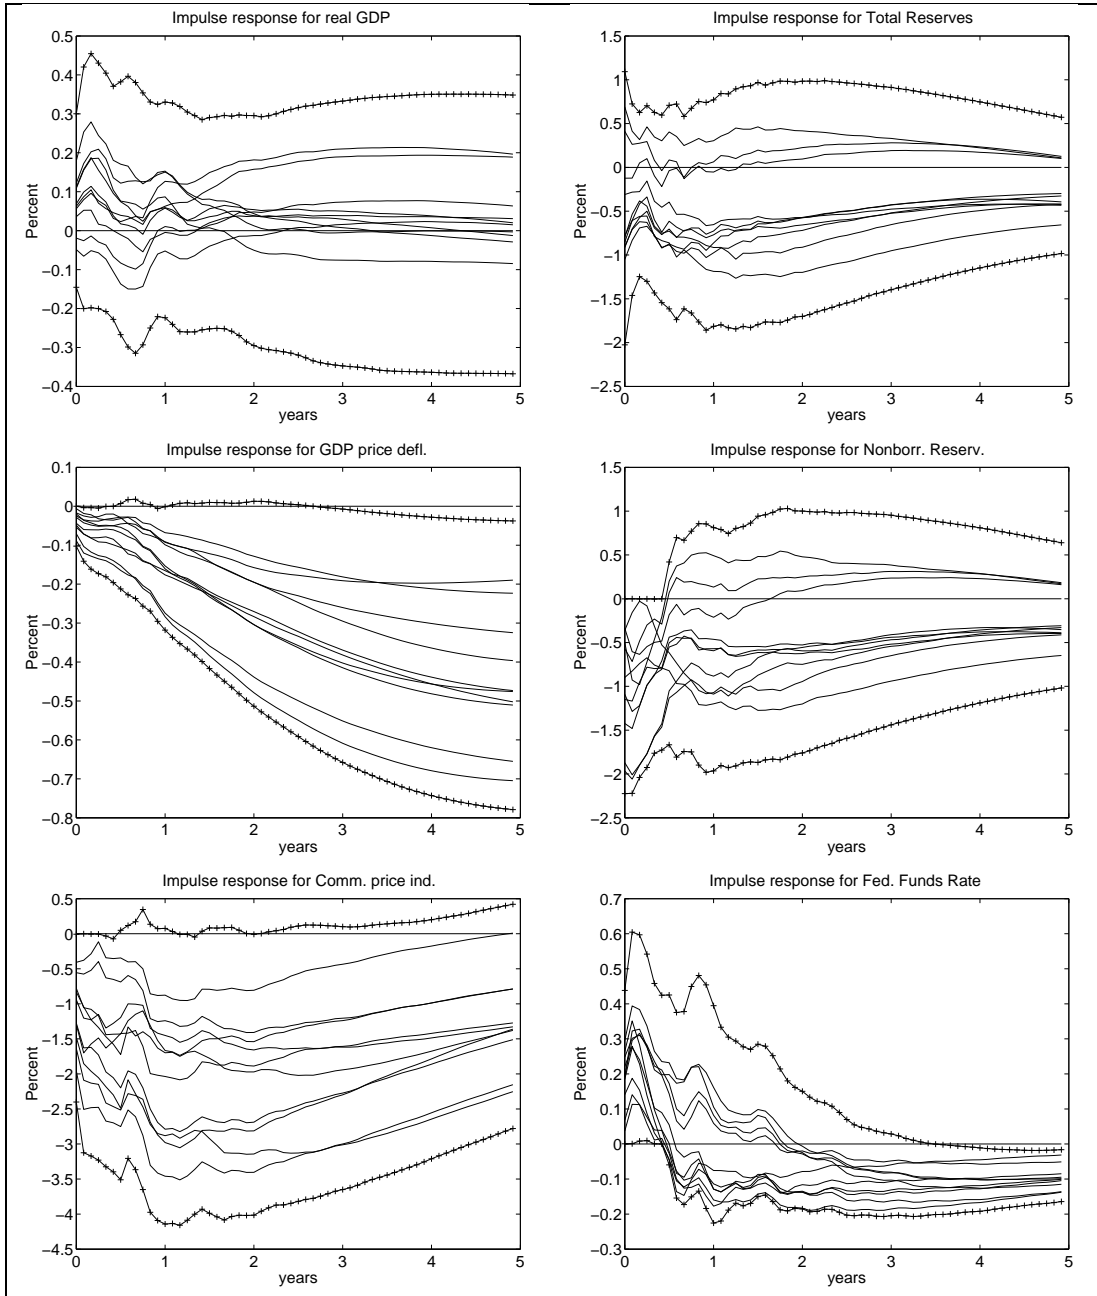 Impulse response for real GDP
0.5
0.4
0.3
0.2
0.1
0
−0.1
−0.2
−0.3
−0.4
Percent
0 1 2 3 4 5
years
Impulse response for Total Reserves
1.5
1
0.5
0
−0.5
−1
−1.5
−2
−2.5
Percent
0 1 2 3 4 5
years
Impulse response for GDP price defl.
0.1
0
−0.1
−0.2
−0.3
−0.4
−0.5
−0.6
−0.7
−0.8
Percent
0 1 2 3 4 5
years
Impulse response for Nonborr. Reserv.
1.5
1
0.5
0
−0.5
−1
−1.5
−2
−2.5
Percent
0 1 2 3 4 5
years
Impulse response for Comm. price ind.
0.5
0
−0.5
−1
−1.5
−2
−2.5
−3
−3.5
−4
−4.5
Percent
0 1 2 3 4 5
years
Impulse response for Fed. Funds Rate
0.7
0.6
0.5
0.4
0.3
0.2
0.1
0
−0.1
−0.2
−0.3
Percent
0 1 2 3 4 5
years